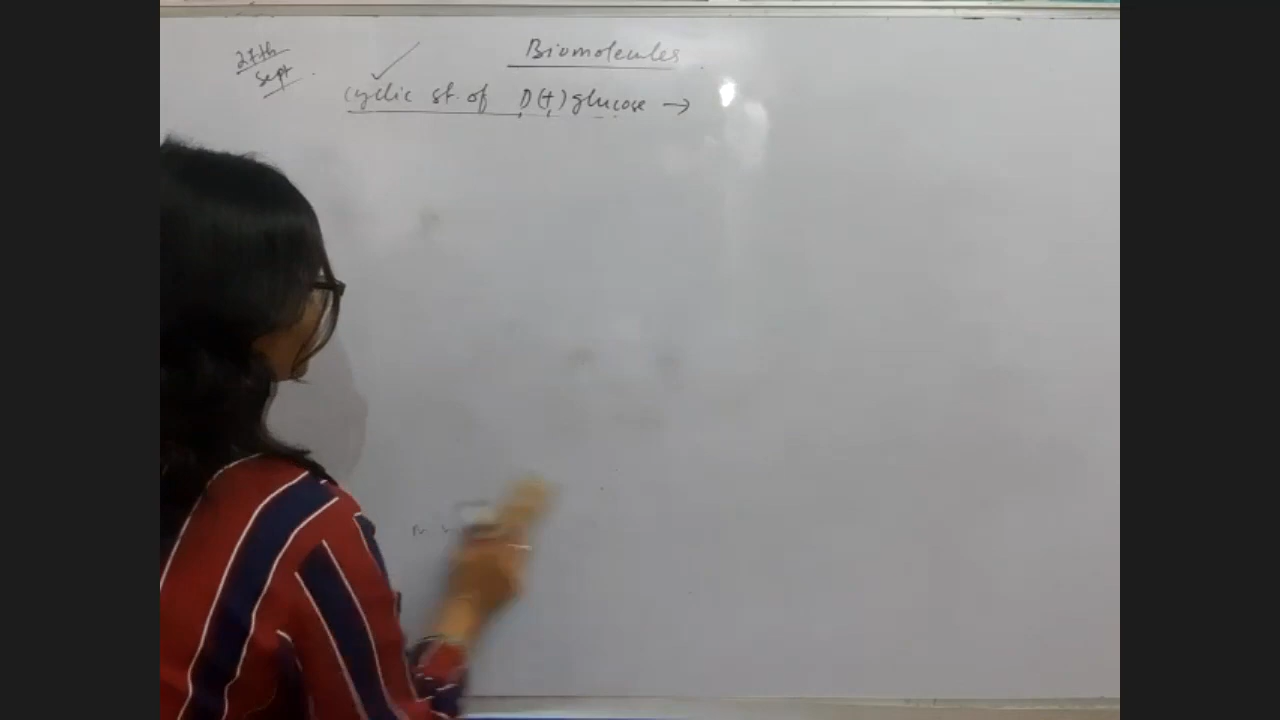 Biomolecules
27th
Sept.
cyclic st. of D(+) glucose →